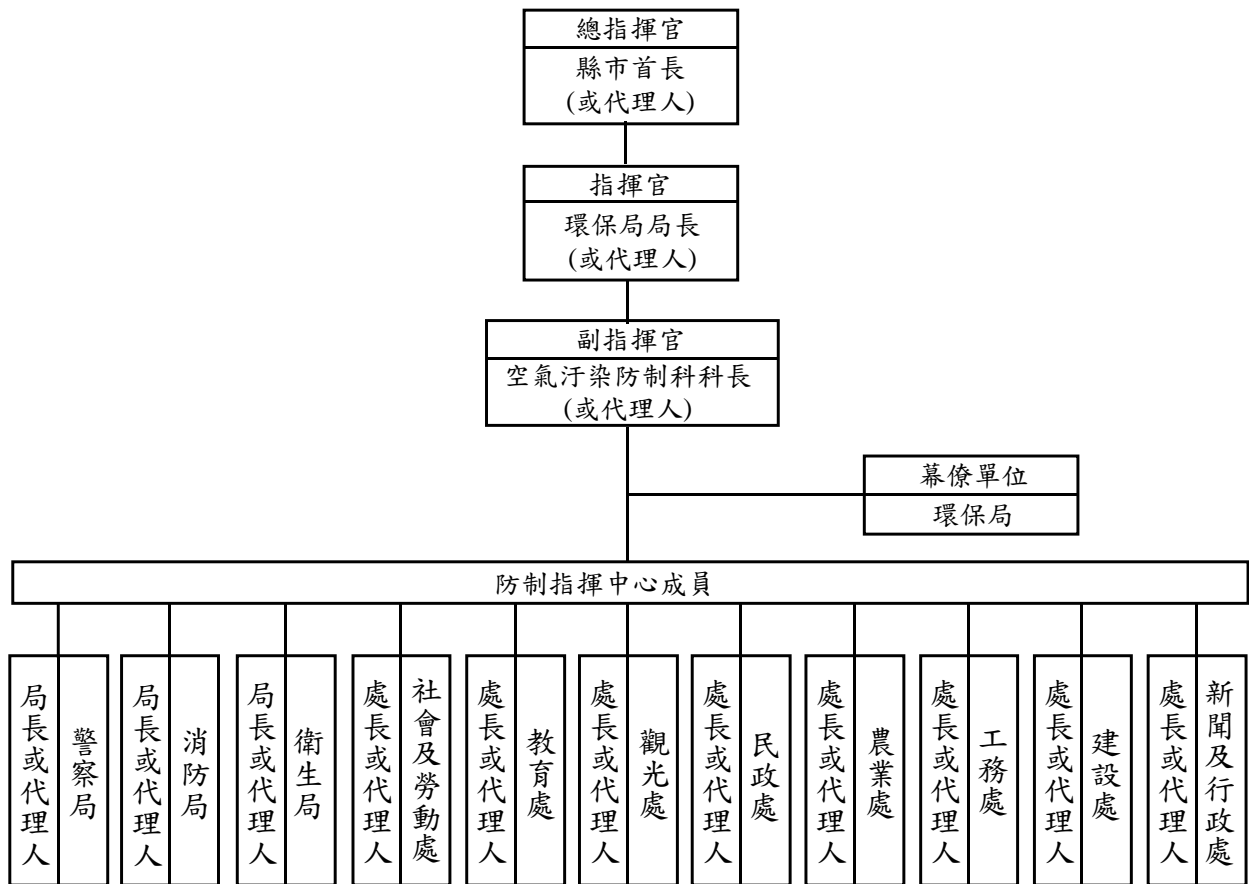 總指揮官
縣市首長
(或代理人)
指揮官
環保局局長
(或代理人)
副指揮官
空氣汙染防制科科長
(或代理人)
幕僚單位
環保局
防制指揮中心成員
警察局
局長或代理人
消防局
局長或代理人
衛生局
局長或代理人
社會及勞動處
處長或代理人
教育處
處長或代理人
觀光處
處長或代理人
民政處
處長或代理人
農業處
處長或代理人
工務處
處長或代理人
建設處
處長或代理人
新聞及行政處
處長或代理人